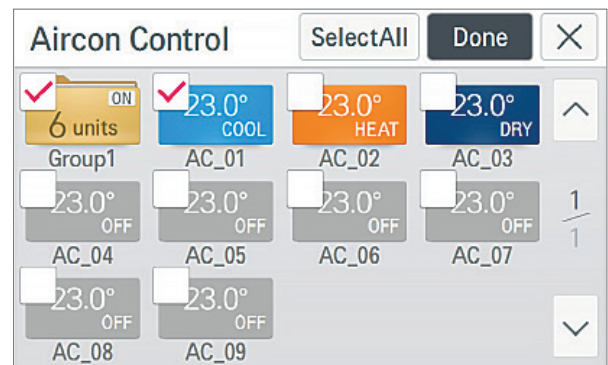 Aircon Control SelectAll Done
ON
6 units
Group1
23.0°
COOL
AC_01
23.0°
HEAT
AC_02
23.0°
DRY
AC_03
23.0°
OFF
AC_04
23.0°
OFF
AC_05
23.0°
OFF
AC_06
23.0°
OFF
AC_07
23.0°
OFF
AC_08
23.0°
OFF
AC_09
1
1